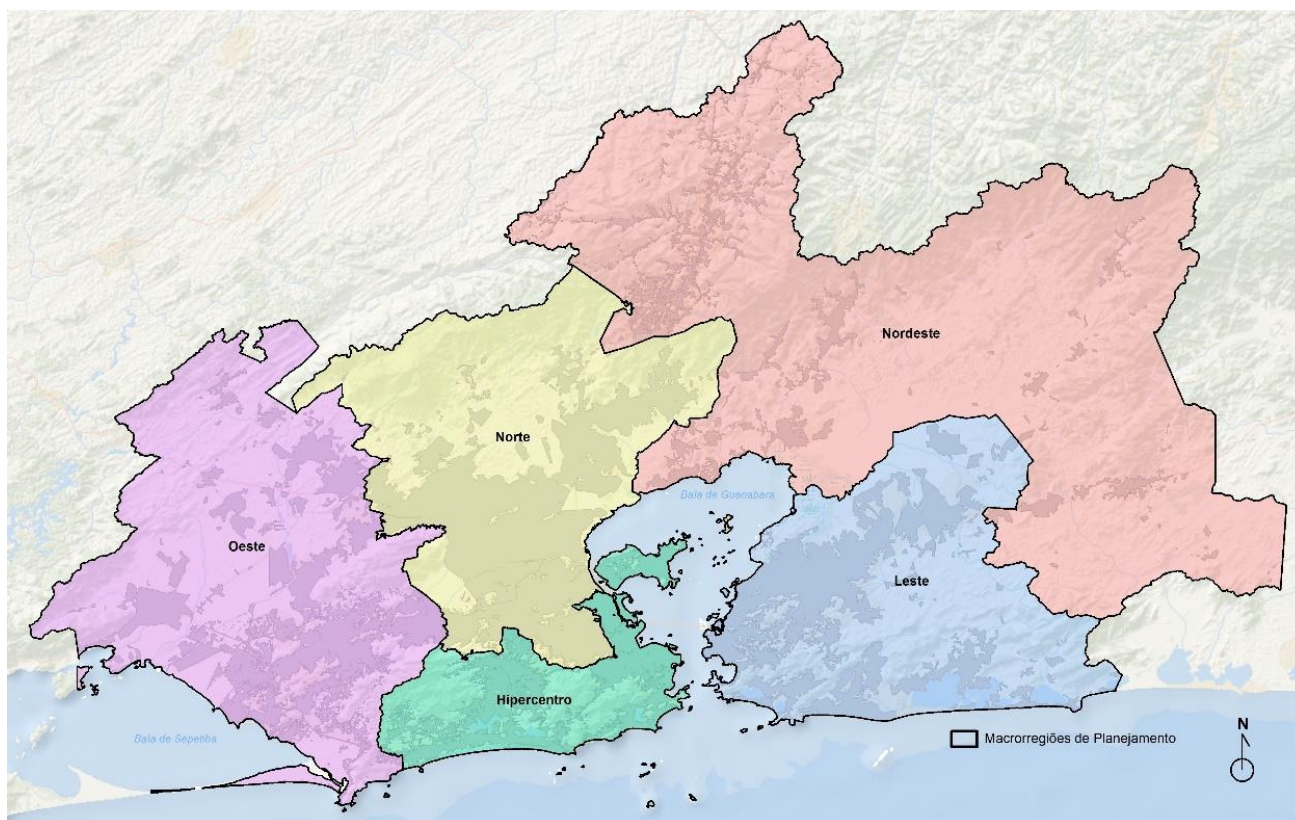 Nordeste
Norte
Baía de Guanabara
Oeste
Leste
Hipercentro
Baía de Sepetiba
Macrorregiões de Planejamento
N